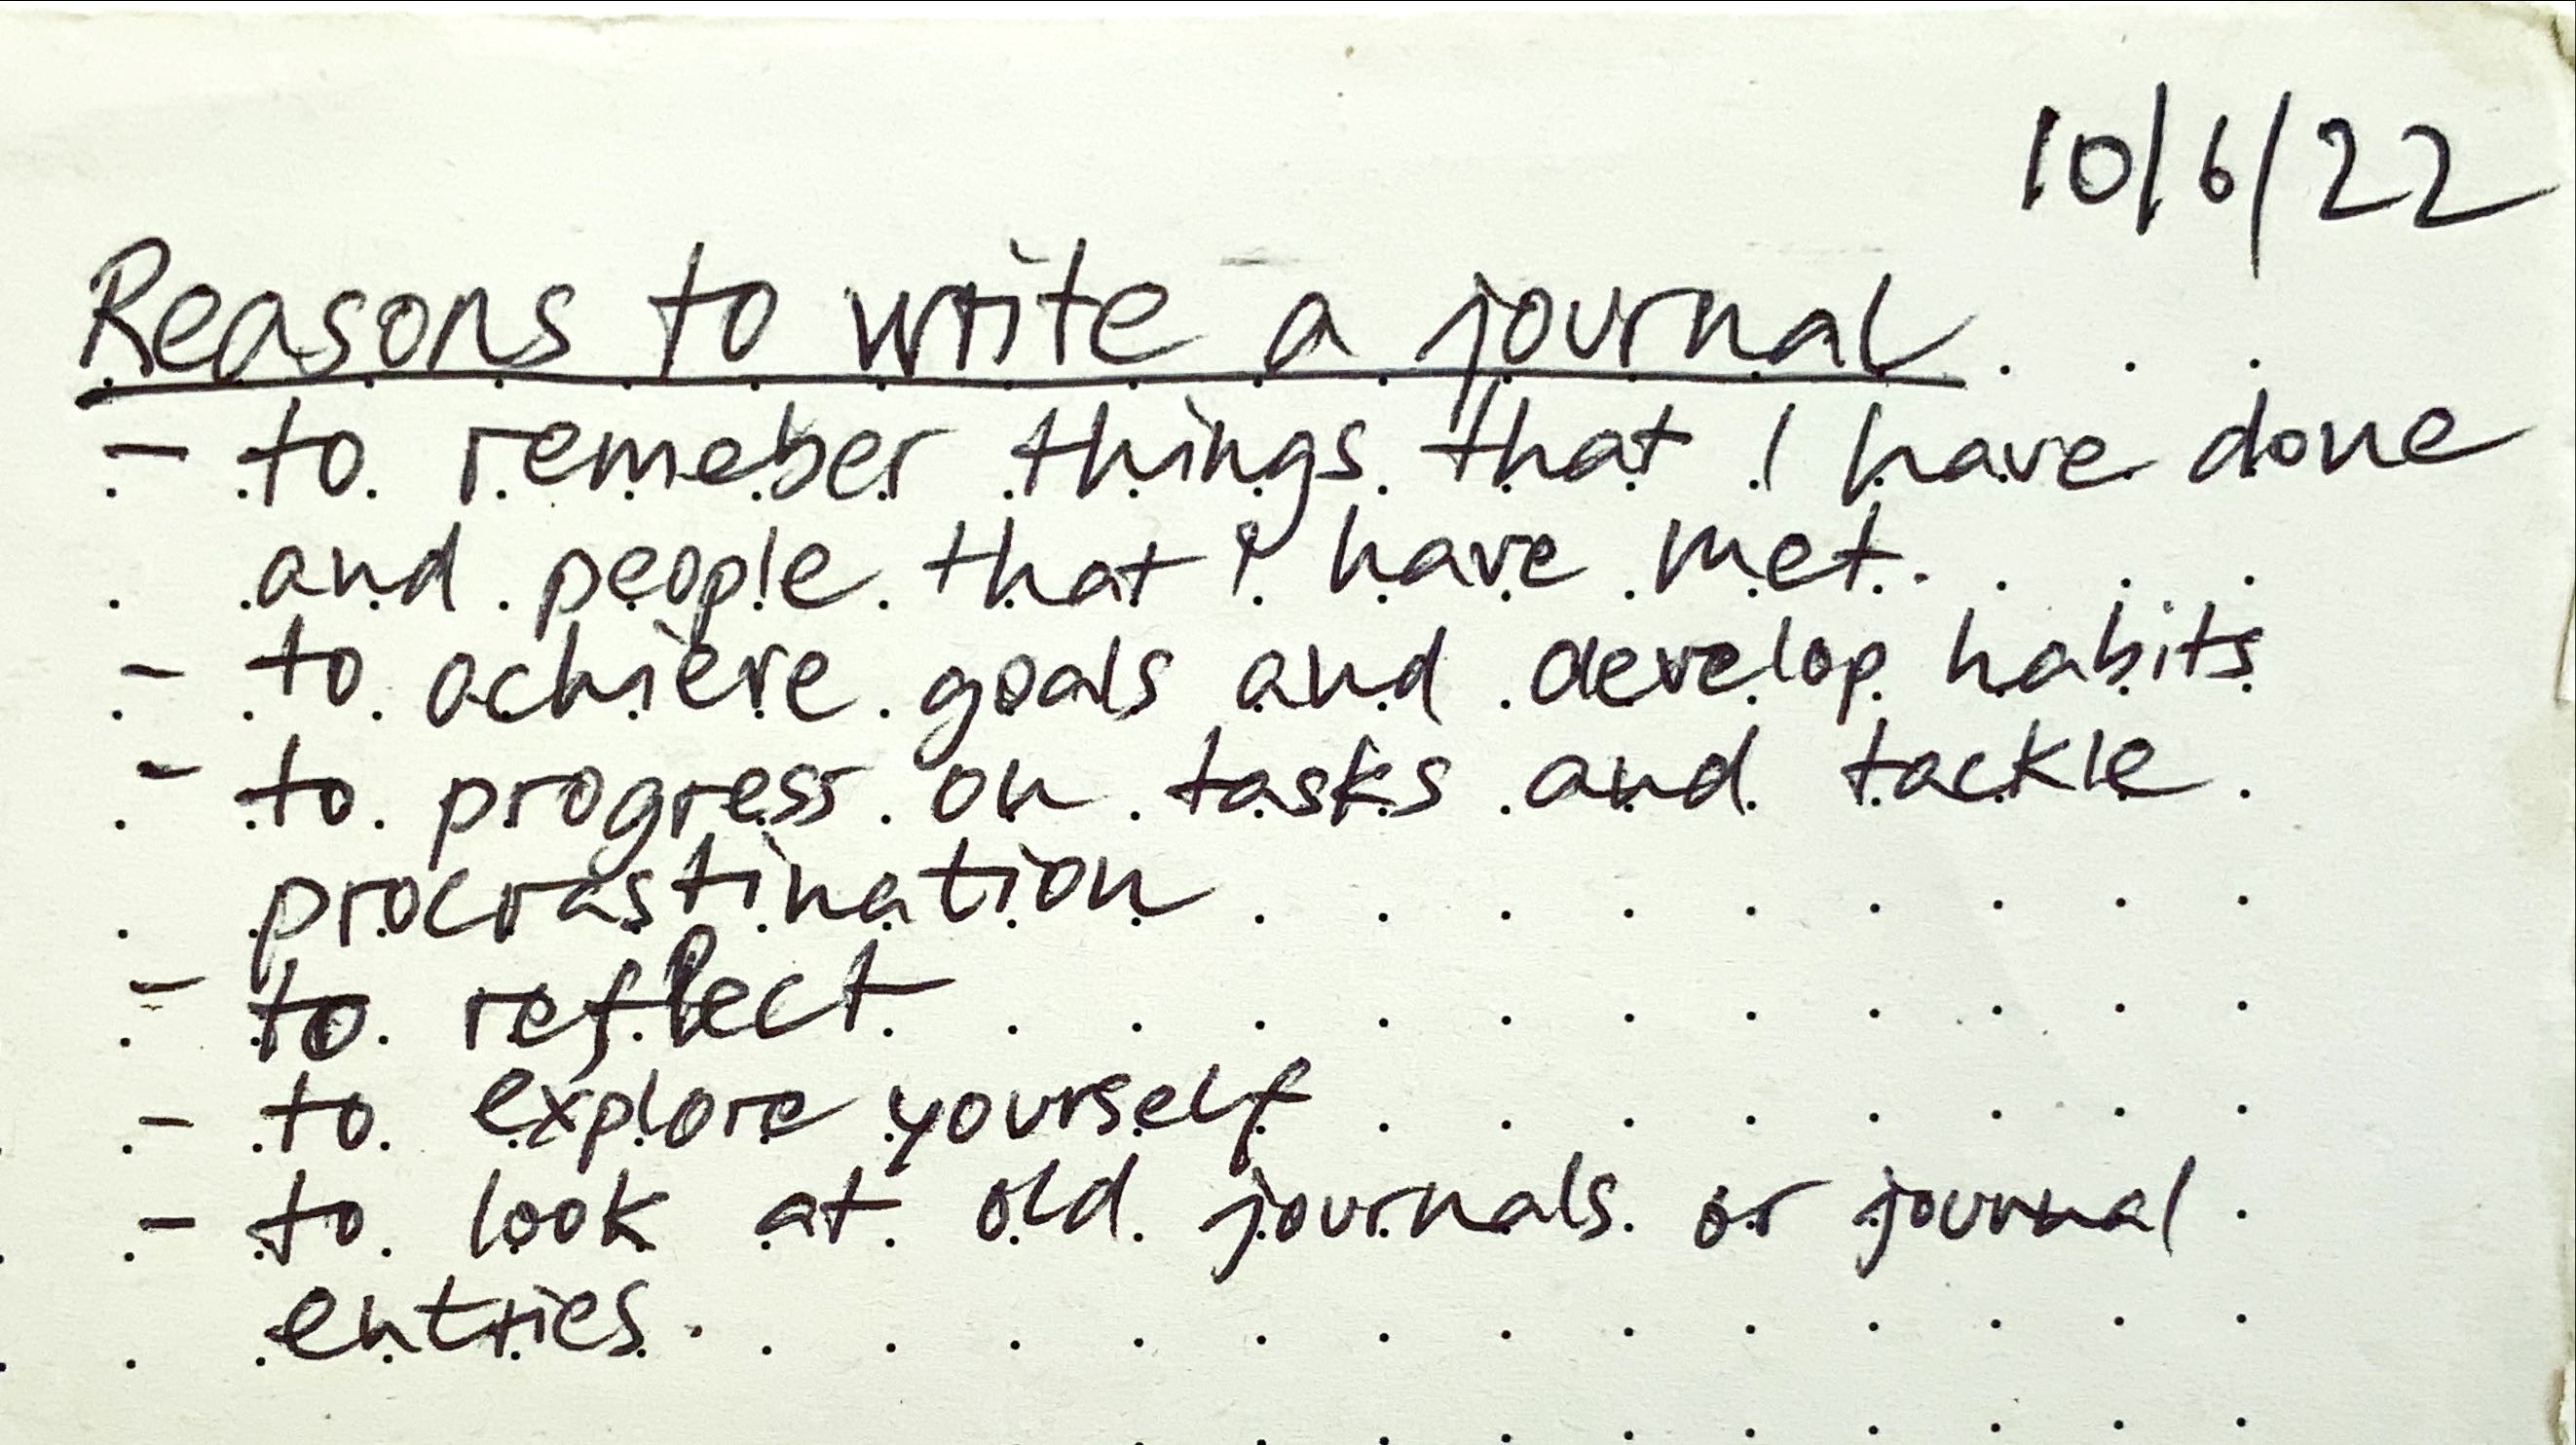 10/6/22
Reasons to write a journal
- to remeber things that I have done
and people that i have met.
- to achieve goals and develop habits
- to progress on tasks and tackle
procrastination
- to reflect
- to explore yourself
- to look at old journals or journal
entries.